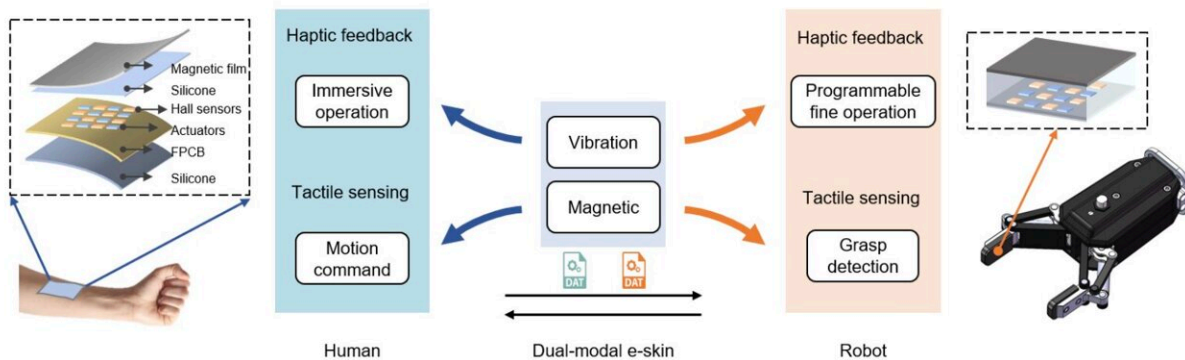 Magnetic film
Silicone
Hall sensors
Actuators
FPCB
Silicone
Haptic feedback
Immersive
operation
Tactile sensing
Motion
command
Human
Vibration
Magnetic
DAT
DAT
Dual-modal e-skin
Haptic feedback
Programmable
fine operation
Tactile sensing
Grasp
detection
Robot